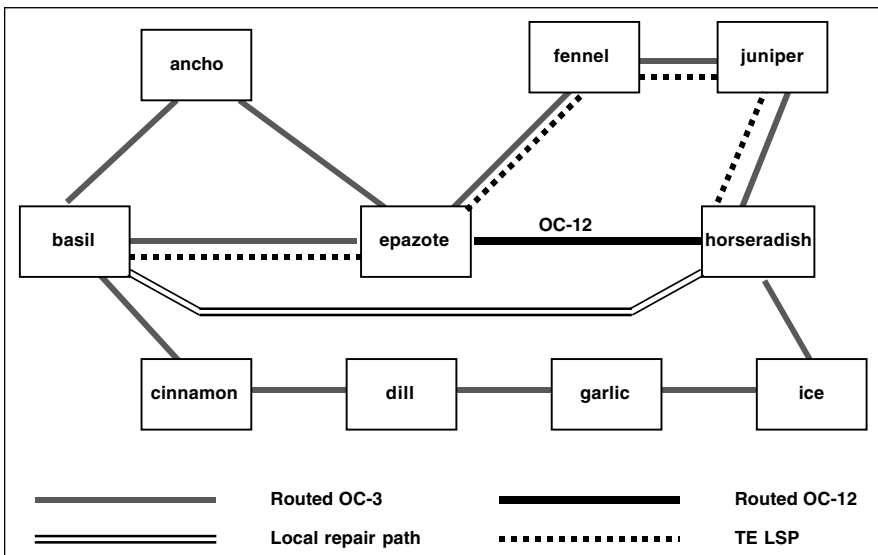 fennel
juniper
ancho
OC-12
basil
epazote
horseradish
cinnamon
dill
garlic
ice
Routed OC-3
Routed OC-12
Local repair path
TE LSP